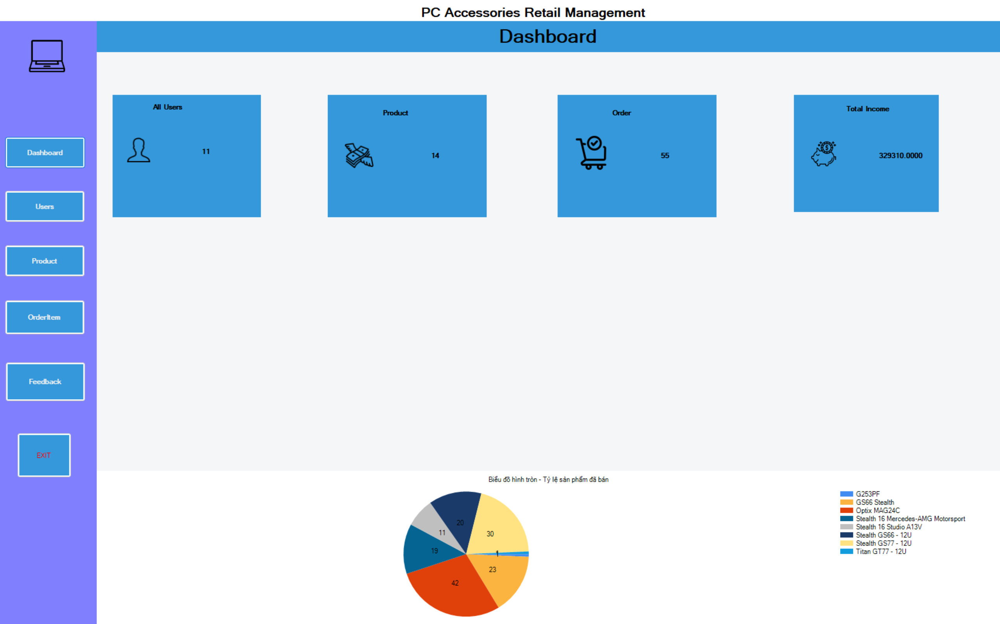 PC Accessories Retail Management
Dashboard
Dashboard
Users
Product
OrderItem
Feedback
EXIT
All Users
11
Product
14
Order
55
Total Income
329310.0000
Biểu đồ hình tròn - Tỷ lệ sản phẩm đã bán
20
11
30
19
1
1
23
42
G253PF
GS66 Stealth
Optix MAG24C
Stealth 16 Mercedes-AMG Motorsport
Stealth 16 Studio A13V
Stealth GS66 - 12U
Stealth GS77 - 12U
Titan GT77 - 12U